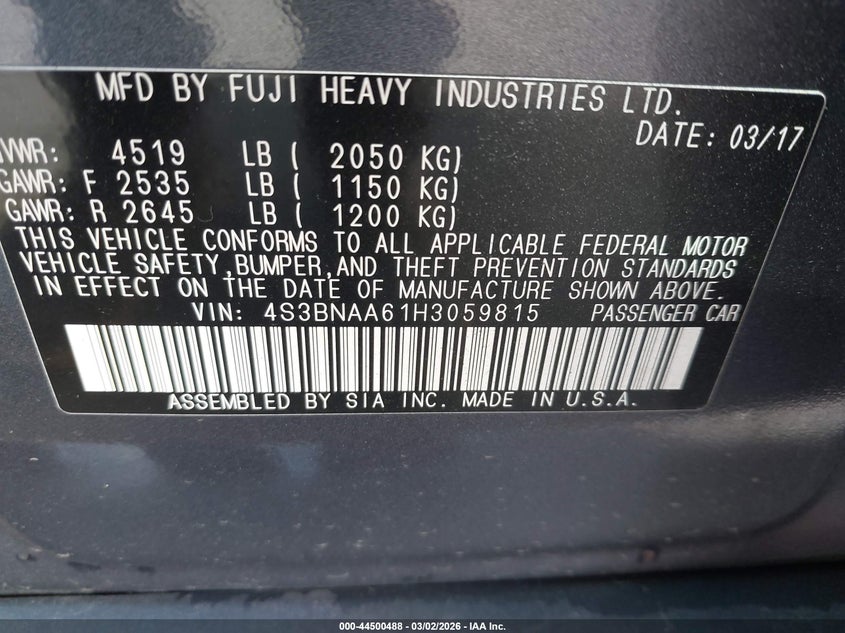 MFD BY FUJI HEAVY INDUSTRIES LTD.
DATE: 03/17
VWR: 4519 LB ( 2050 KG)
GAWR: F 2535 LB ( 1150 KG)
GAWR: R 2645 LB ( 1200 KG)
THIS VEHICLE CONFORMS TO ALL APPLICABLE FEDERAL MOTOR
VEHICLE SAFETY,BUMPER,AND THEFT PREVENTION STANDARDS
IN EFFECT ON THE DATE OF MANUFACTURE SHOWN ABOVE.
VIN: 4S3BNAA61H3059815 PASSENGER CAR
ASSEMBLED BY SIA INC. MADE IN U.S.A.
000-44500488 - 03/02/2026 - IAA Inc.